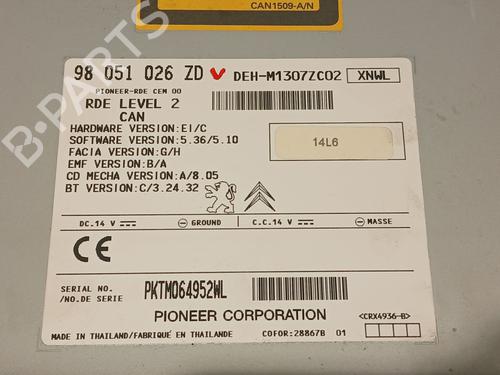 CAN1509-A/N
98 051 026 ZD DEH-M1307ZC02 XNWL
PIONEER-RDE CEM 00
RDE LEVEL 2
CAN
HARDWARE VERSION:EI/C
SOFTWARE VERSION:5.36/5.10
FACIA VERSION:G/H
EMF VERSION:B/A
CD MECHA VERSION:A/8.05
BT VERSION:C/3.24.32
14L6
DC.14 V GROUND C.C.14 V MASSE
CE
SERIAL NO.
/NO.DE SERIE PKTM064952WL
PIONEER CORPORATION <CRX4936-B>
MADE IN THAILAND/FABRIQUÉ EN THAILANDE COFOR:28867B 01
B-PARTS